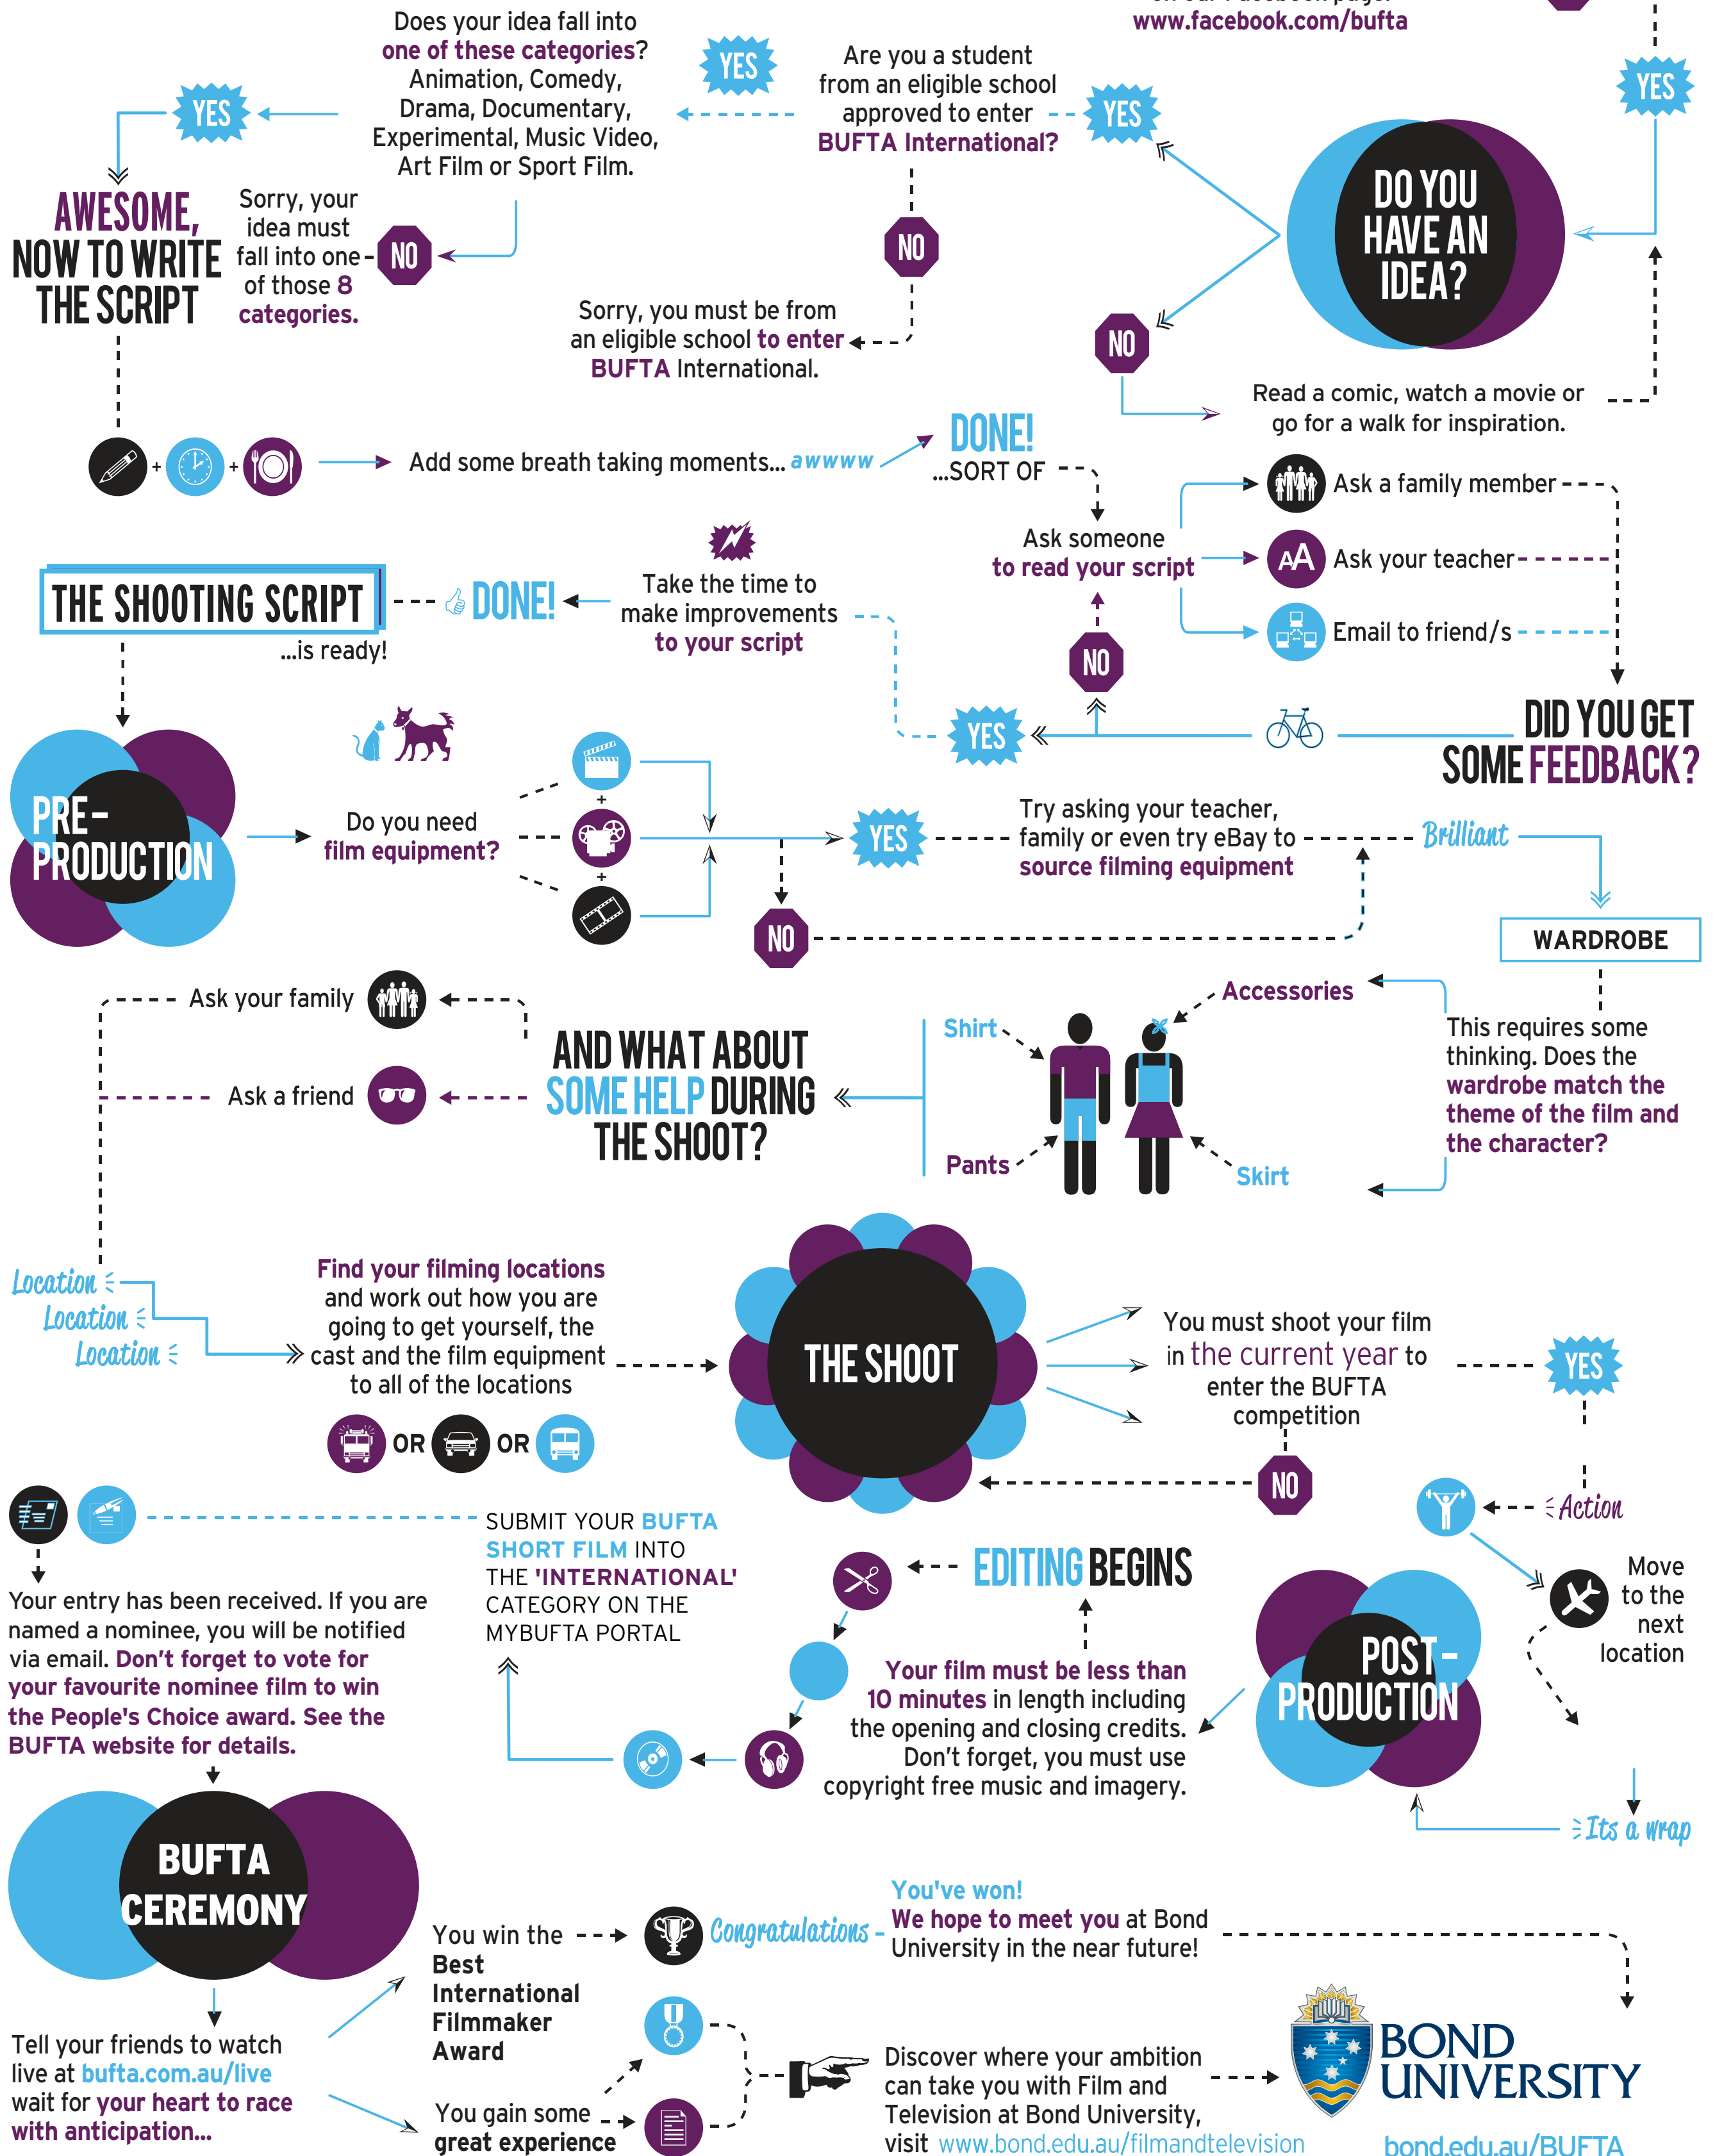 www.facebook.com/bufta
YES
DO YOU
HAVE AN
IDEA?
YES
Are you a student
from an eligible school
approved to enter
BUFTA International?
YES
Does your idea fall into
one of these categories?
Animation, Comedy,
Drama, Documentary,
Experimental, Music Video,
Art Film or Sport Film.
YES
NO
Sorry, your
idea must
fall into one
of those 8
categories.
NO
Sorry, you must be from
an eligible school to enter
BUFTA International.
NO
Read a comic, watch a movie or
go for a walk for inspiration.
AWESOME,
NOW TO WRITE
THE SCRIPT
+
+
Add some breath taking moments... awwww
DONE!
...SORT OF
Ask someone
to read your script
Ask a family member
AA
Ask your teacher
Email to friend/s
DID YOU GET
SOME FEEDBACK?
NO
YES
Take the time to
make improvements
to your script
DONE!
THE SHOOTING SCRIPT
...is ready!
PRE-
PRODUCTION
Do you need
film equipment?
+
+
YES
NO
Try asking your teacher,
family or even try eBay to
source filming equipment
Brilliant
WARDROBE
This requires some
thinking. Does the
wardrobe match the
theme of the film and
the character?
Accessories
Shirt
Pants
Skirt
AND WHAT ABOUT
SOME HELP DURING
THE SHOOT?
Ask your family
Ask a friend
Location
Location
Location
Find your filming locations
and work out how you are
going to get yourself, the
cast and the film equipment
to all of the locations
OR
OR
THE SHOOT
You must shoot your film
in the current year to
enter the BUFTA
competition
YES
NO
Action
Move
to the
next
location
Its a wrap
POST-
PRODUCTION
Your film must be less than
10 minutes in length including
the opening and closing credits.
Don't forget, you must use
copyright free music and imagery.
EDITING BEGINS
SUBMIT YOUR BUFTA
SHORT FILM INTO
THE 'INTERNATIONAL'
CATEGORY ON THE
MYBUFTA PORTAL
Your entry has been received. If you are
named a nominee, you will be notified
via email. Don't forget to vote for
your favourite nominee film to win
the People's Choice award. See the
BUFTA website for details.
BUFTA
CEREMONY
Tell your friends to watch
live at bufta.com.au/live
wait for your heart to race
with anticipation...
You win the
Best
International
Filmmaker
Award
Congratulations
You've won!
We hope to meet you at Bond
University in the near future!
You gain some
great experience
Discover where your ambition
can take you with Film and
Television at Bond University,
visit www.bond.edu.au/filmandtelevision
BOND
UNIVERSITY
bond.edu.au/BUFTA